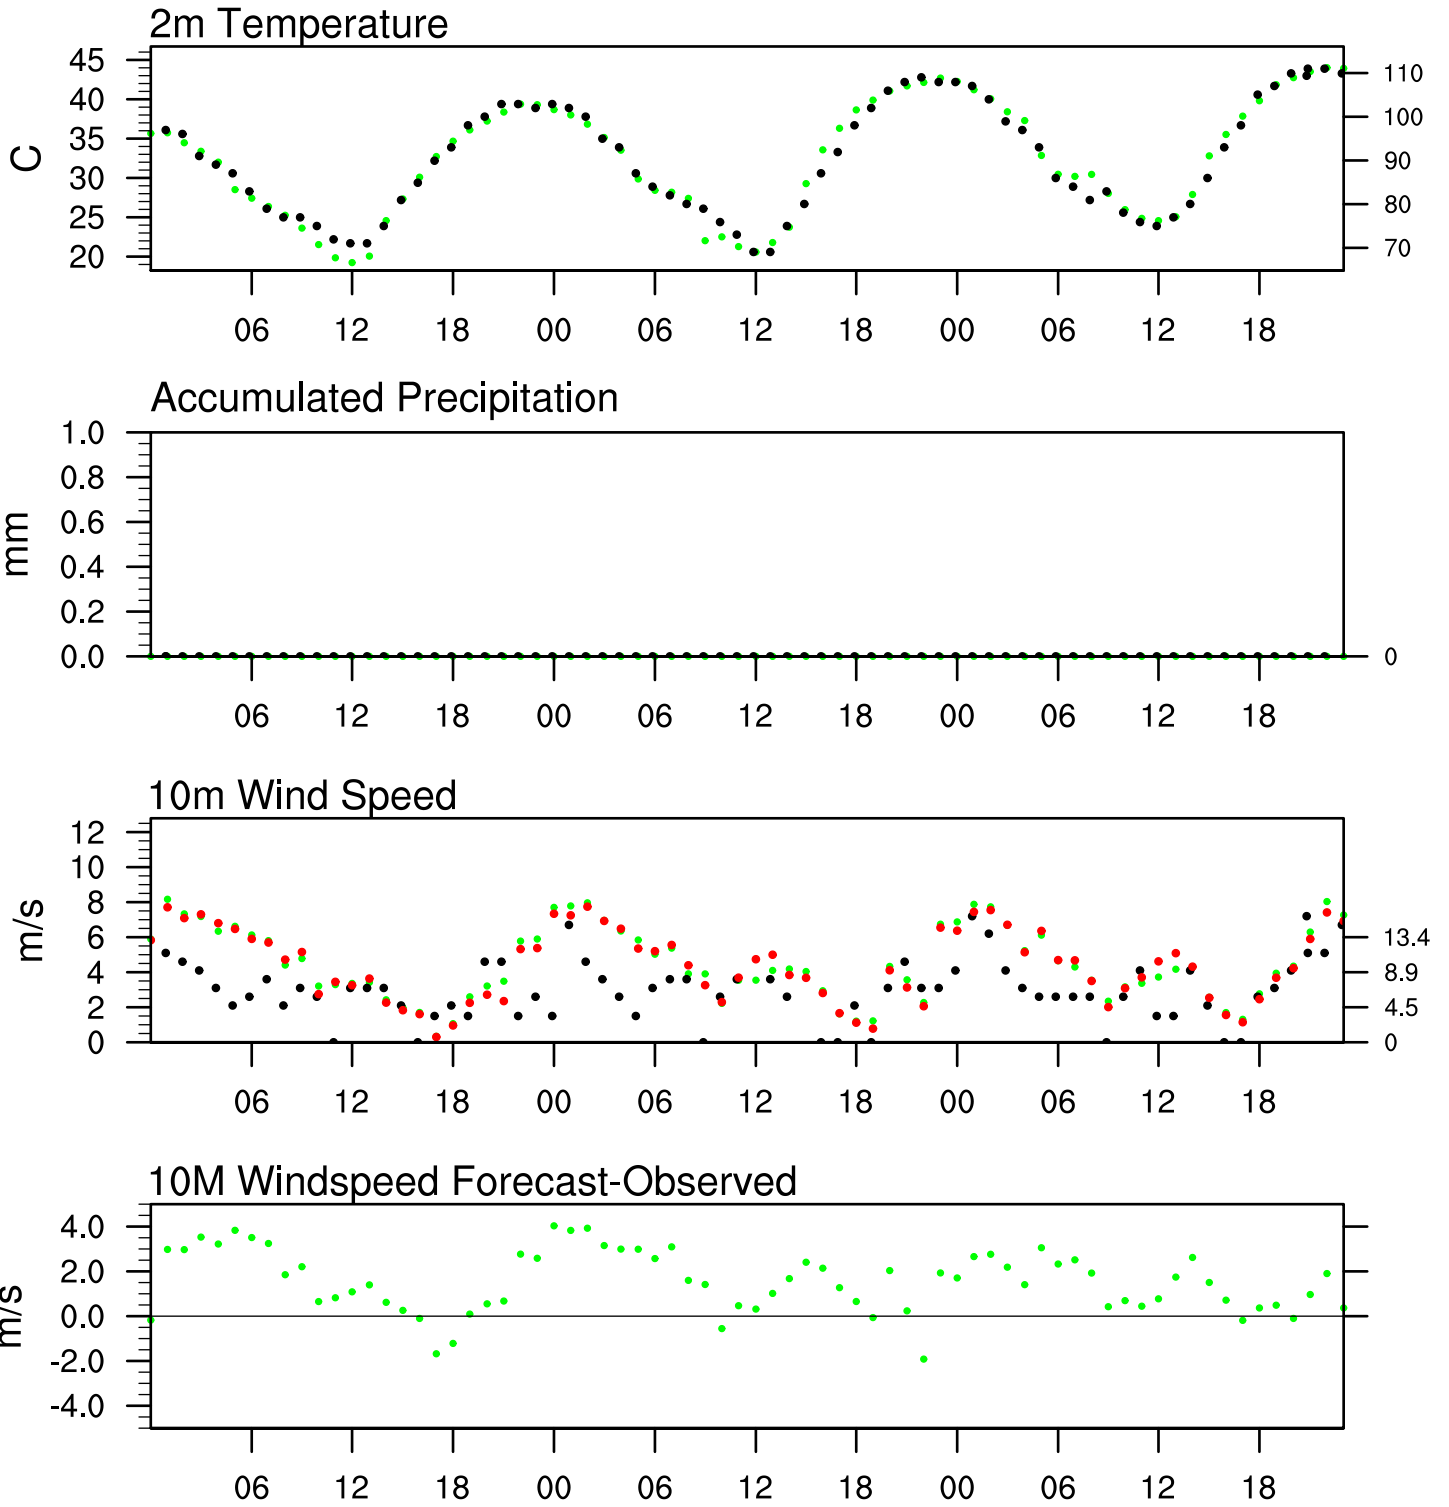 2m Temperature
45
40
35
30
25
20
C
110
100
90
80
70
06 12 18 00 06 12 18 00 06 12 18
Accumulated Precipitation
1.0
0.8
0.6
0.4
0.2
0.0
mm
0
06 12 18 00 06 12 18 00 06 12 18
10m Wind Speed
12
10
8
6
4
2
0
m/s
13.4
8.9
4.5
0
06 12 18 00 06 12 18 00 06 12 18
10M Windspeed Forecast-Observed
4.0
2.0
0.0
-2.0
-4.0
m/s
06 12 18 00 06 12 18 00 06 12 18